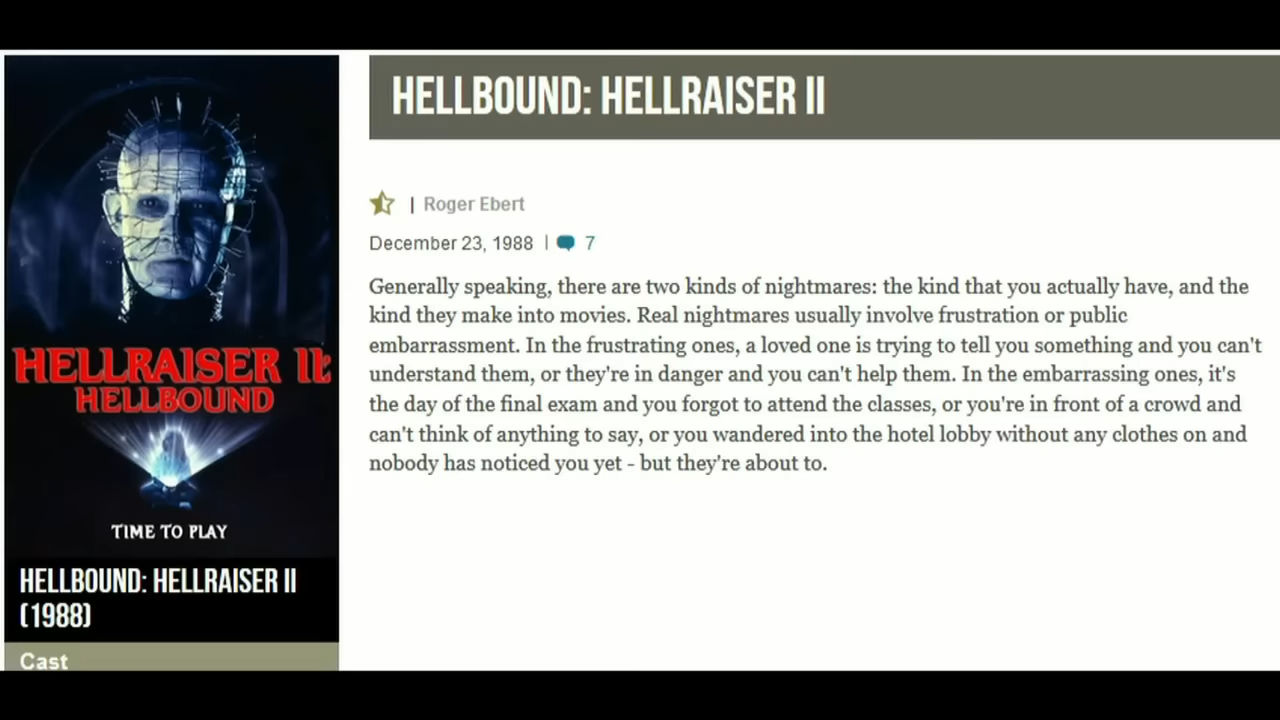 HELLBOUND: HELLRAISER II
| Roger Ebert
December 23, 1988 | 7
Generally speaking, there are two kinds of nightmares: the kind that you actually have, and the
kind they make into movies. Real nightmares usually involve frustration or public
embarrassment. In the frustrating ones, a loved one is trying to tell you something and you can't
understand them, or they're in danger and you can't help them. In the embarrassing ones, it's
the day of the final exam and you forgot to attend the classes, or you're in front of a crowd and
can't think of anything to say, or you wandered into the hotel lobby without any clothes on and
nobody has noticed you yet - but they're about to.
HELLRAISER II:
HELLBOUND
TIME TO PLAY
HELLBOUND: HELLRAISER II
(1988)
Cast